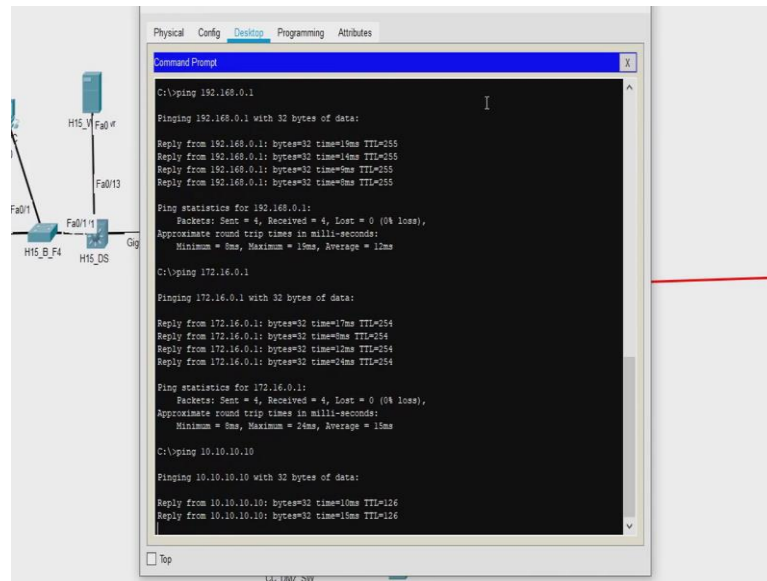 Physical Config Desktop Programming Attributes
Command Prompt
X
C:\>ping 192.168.0.1
Pinging 192.168.0.1 with 32 bytes of data:
Reply from 192.168.0.1: bytes=32 time=19ms TTL=255
Reply from 192.168.0.1: bytes=32 time=14ms TTL=255
Reply from 192.168.0.1: bytes=32 time=9ms TTL=255
Reply from 192.168.0.1: bytes=32 time=8ms TTL=255
Ping statistics for 192.168.0.1:
Packets: Sent = 4, Received = 4, Lost = 0 (0% loss),
Approximate round trip times in milli-seconds:
Minimum = 8ms, Maximum = 19ms, Average = 12ms
C:\>ping 172.16.0.1
Pinging 172.16.0.1 with 32 bytes of data:
Reply from 172.16.0.1: bytes=32 time=17ms TTL=254
Reply from 172.16.0.1: bytes=32 time=8ms TTL=254
Reply from 172.16.0.1: bytes=32 time=12ms TTL=254
Reply from 172.16.0.1: bytes=32 time=24ms TTL=254
Ping statistics for 172.16.0.1:
Packets: Sent = 4, Received = 4, Lost = 0 (0% loss),
Approximate round trip times in milli-seconds:
Minimum = 8ms, Maximum = 24ms, Average = 15ms
C:\>ping 10.10.10.10
Pinging 10.10.10.10 with 32 bytes of data:
Reply from 10.10.10.10: bytes=32 time=10ms TTL=126
Reply from 10.10.10.10: bytes=32 time=15ms TTL=126
Top
Fa0
Fa0/13
Fa0/1
Fa0/1
Gig
H15_B_F4
H15_DS